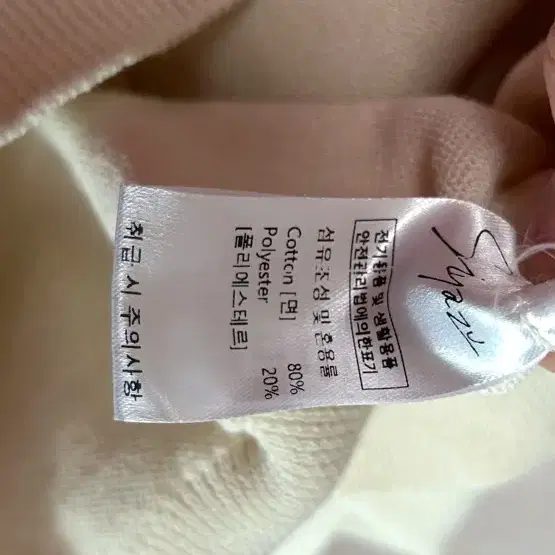 전기용품 및 생활용품
안전관리 법에의한표기
섬유조성 및 혼용률
Cotton [면] 80%
Polyester 20%
[폴리에스테르]
취급 시 주의사항